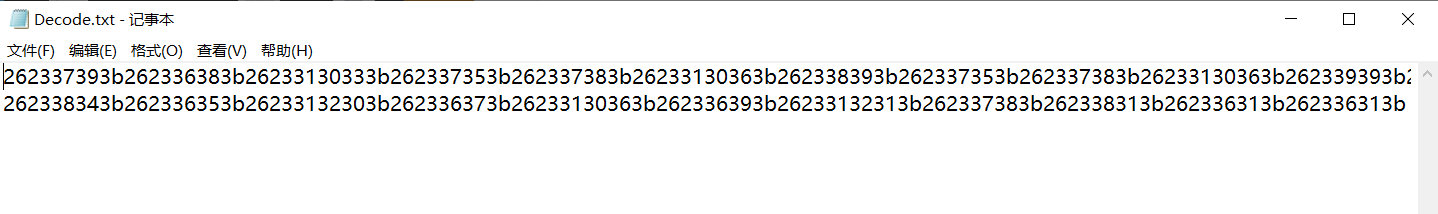 Decode.txt - 记事本
文件(F) 编辑(E) 格式(O) 查看(V) 帮助(H)
262337393b262336383b26233130333b262337353b262337383b26233130363b262338393b262337353b262337383b26233130363b262339393b2
262338343b262336353b26233132303b262336373b26233130363b262336393b26233132313b262337383b262338313b262336313b262336313b